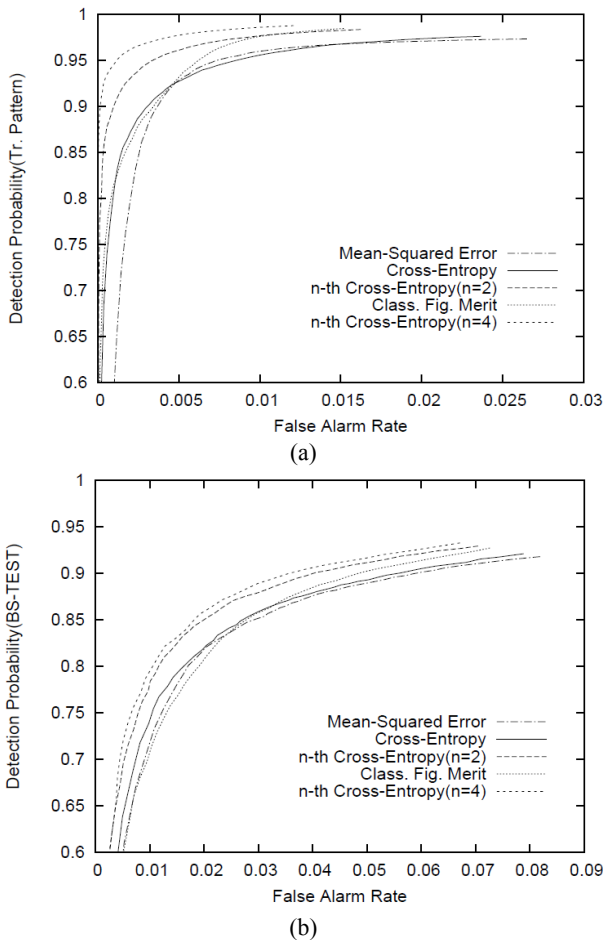 1
0.95
0.9
0.85
0.8
0.75
0.7
0.65
0.6
Detection Probability(Tr. Pattern)
Mean-Squared Error
Cross-Entropy
n-th Cross-Entropy(n=2)
Class. Fig. Merit
n-th Cross-Entropy(n=4)
0 0.005 0.01 0.015 0.02 0.025 0.03
False Alarm Rate
(a)
1
0.95
0.9
0.85
0.8
0.75
0.7
0.65
0.6
Detection Probability(BS-TEST)
Mean-Squared Error
Cross-Entropy
n-th Cross-Entropy(n=2)
Class. Fig. Merit
n-th Cross-Entropy(n=4)
0 0.01 0.02 0.03 0.04 0.05 0.06 0.07 0.08 0.09
False Alarm Rate
(b)